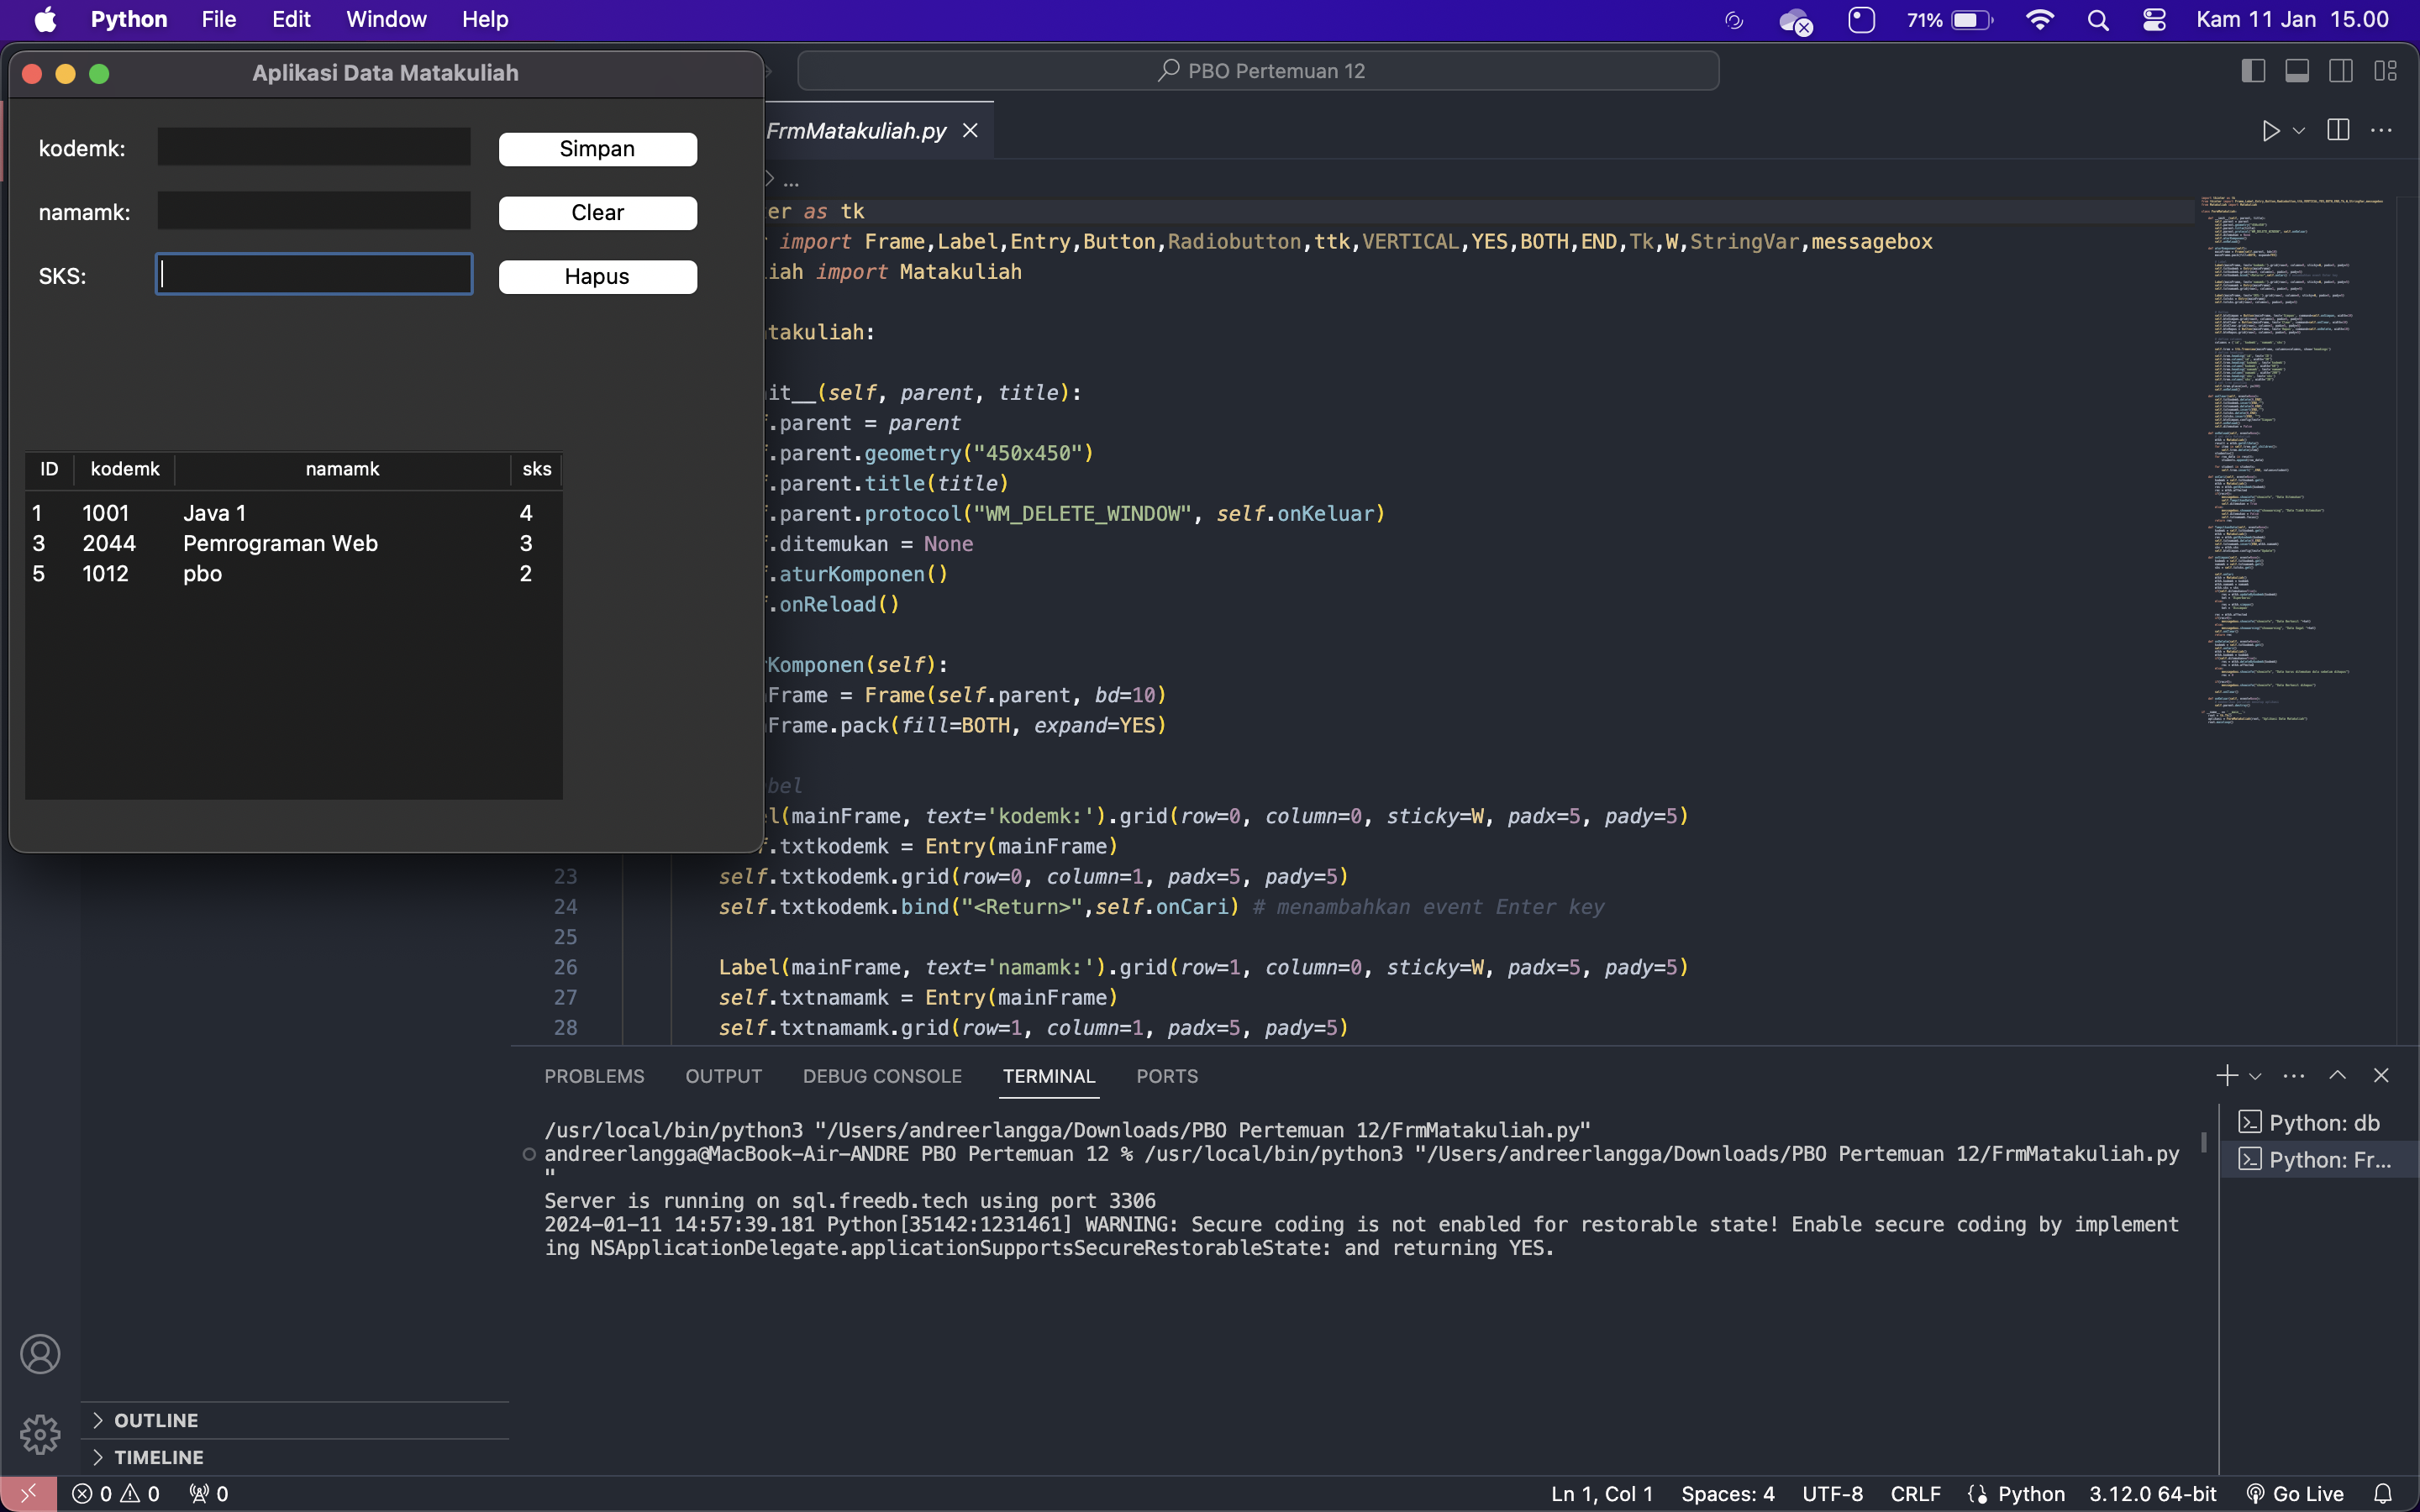 Python File Edit Window Help 71% Kam 11 Jan 15.00
Aplikasi Data Matakuliah
PBO Pertemuan 12
kodemk: Simpan
namamk: Clear
SKS: Hapus
ID kodemk namamk sks
1 1001 Java 1 4
3 2044 Pemrograman Web 3
5 1012 pbo 2
FrmMatakuliah.py
> ...
er as tk
import Frame,Label,Entry,Button,Radiobutton,ttk,VERTICAL,YES,BOTH,END,Tk,W,StringVar,messagebox
iah import Matakuliah
takuliah:
it__(self, parent, title):
.parent = parent
.parent.geometry("450x450")
.parent.title(title)
.parent.protocol("WM_DELETE_WINDOW", self.onKeluar)
.ditemukan = None
.aturKomponen()
.onReload()
Komponen(self):
Frame = Frame(self.parent, bd=10)
Frame.pack(fill=BOTH, expand=YES)
bel
l(mainFrame, text='kodemk:').grid(row=0, column=0, sticky=W, padx=5, pady=5)
.txtkodemk = Entry(mainFrame)
23 self.txtkodemk.grid(row=0, column=1, padx=5, pady=5)
24 self.txtkodemk.bind("<Return>",self.onCari) # menambahkan event Enter key
25
26 Label(mainFrame, text='namamk:').grid(row=1, column=0, sticky=W, padx=5, pady=5)
27 self.txtnamamk = Entry(mainFrame)
28 self.txtnamamk.grid(row=1, column=1, padx=5, pady=5)
PROBLEMS OUTPUT DEBUG CONSOLE TERMINAL PORTS
/usr/local/bin/python3 "/Users/andreerlangga/Downloads/PBO Pertemuan 12/FrmMatakuliah.py"
andreerlangga@MacBook-Air-ANDRE PBO Pertemuan 12 % /usr/local/bin/python3 "/Users/andreerlangga/Downloads/PBO Pertemuan 12/FrmMatakuliah.py
"
Server is running on sql.freedb.tech using port 3306
2024-01-11 14:57:39.181 Python[35142:1231461] WARNING: Secure coding is not enabled for restorable state! Enable secure coding by implement
ing NSApplicationDelegate.applicationSupportsSecureRestorableState: and returning YES.
Python: db
Python: Fr...
OUTLINE
TIMELINE
0 0 0 Ln 1, Col 1 Spaces: 4 UTF-8 CRLF Python 3.12.0 64-bit Go Live